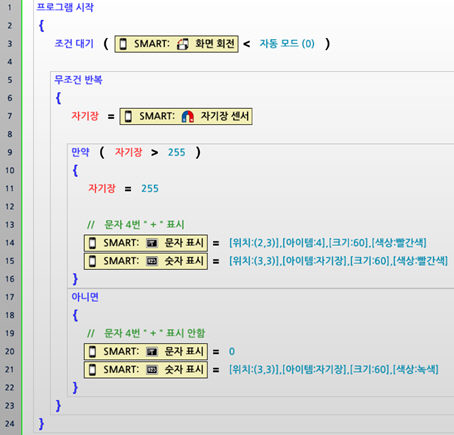 1 프로그램 시작
2 {
3 조건 대기 ( SMART: 화면 회전 < 자동 모드 (0) )
4
5 무조건 반복
6 {
7 자기장 = SMART: 자기장 센서
8
9 만약 ( 자기장 > 255 )
10 {
11 자기장 = 255
12
13 // 문자 4번 " + " 표시
14 SMART: 문자 표시 = [위치:(2,3)],[아이템:4],[크기:60],[색상:빨간색]
15 SMART: 숫자 표시 = [위치:(3,3)],[아이템:자기장],[크기:60],[색상:빨간색]
16 }
17 아니면
18 {
19 // 문자 4번 " + " 표시 안함
20 SMART: 문자 표시 = 0
21 SMART: 숫자 표시 = [위치:(3,3)],[아이템:자기장],[크기:60],[색상:녹색]
22 }
23 }
24 }